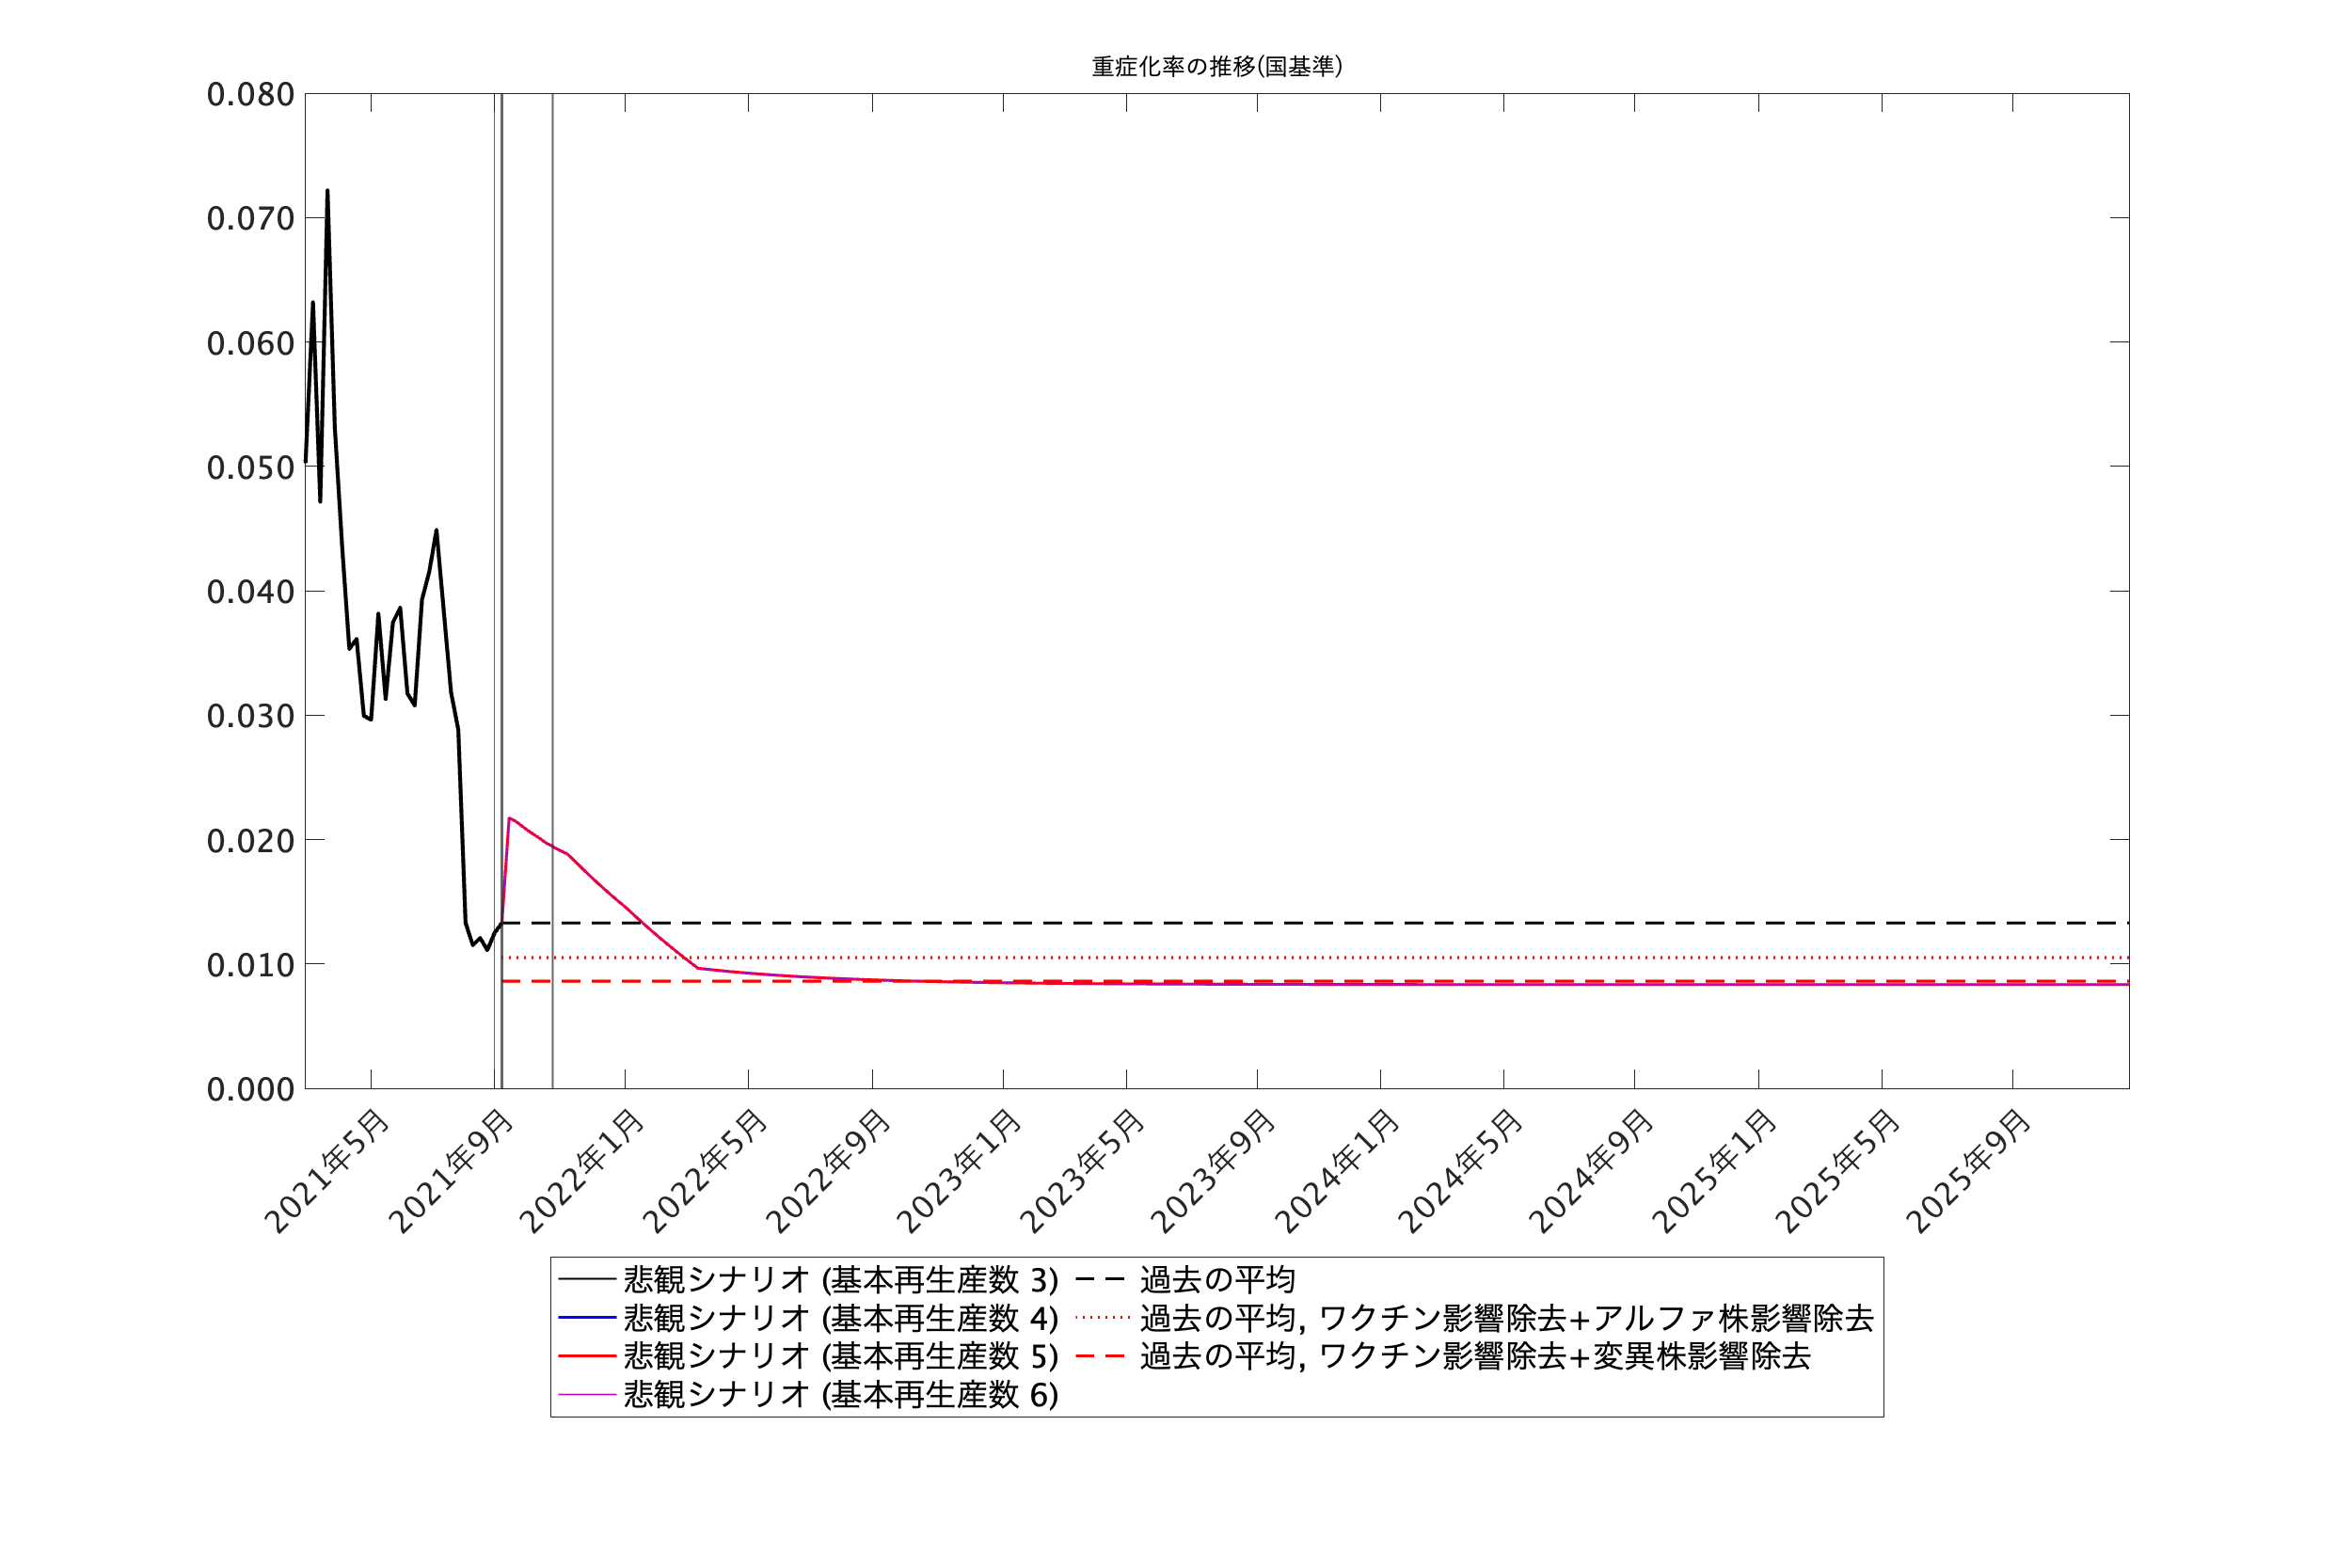 重症化率の推移(国基準)
0.080
0.070
0.060
0.050
0.040
0.030
0.020
0.010
0.000
2021年5月
2021年9月
2022年1月
2022年5月
2022年9月
2023年1月
2023年5月
2023年9月
2024年1月
2024年5月
2024年9月
2025年1月
2025年5月
2025年9月
悲観シナリオ (基本再生産数 3)
悲観シナリオ (基本再生産数 4)
悲観シナリオ (基本再生産数 5)
悲観シナリオ (基本再生産数 6)
過去の平均
過去の平均, ワクチン影響除去+アルファ株影響除去
過去の平均, ワクチン影響除去+変異株影響除去